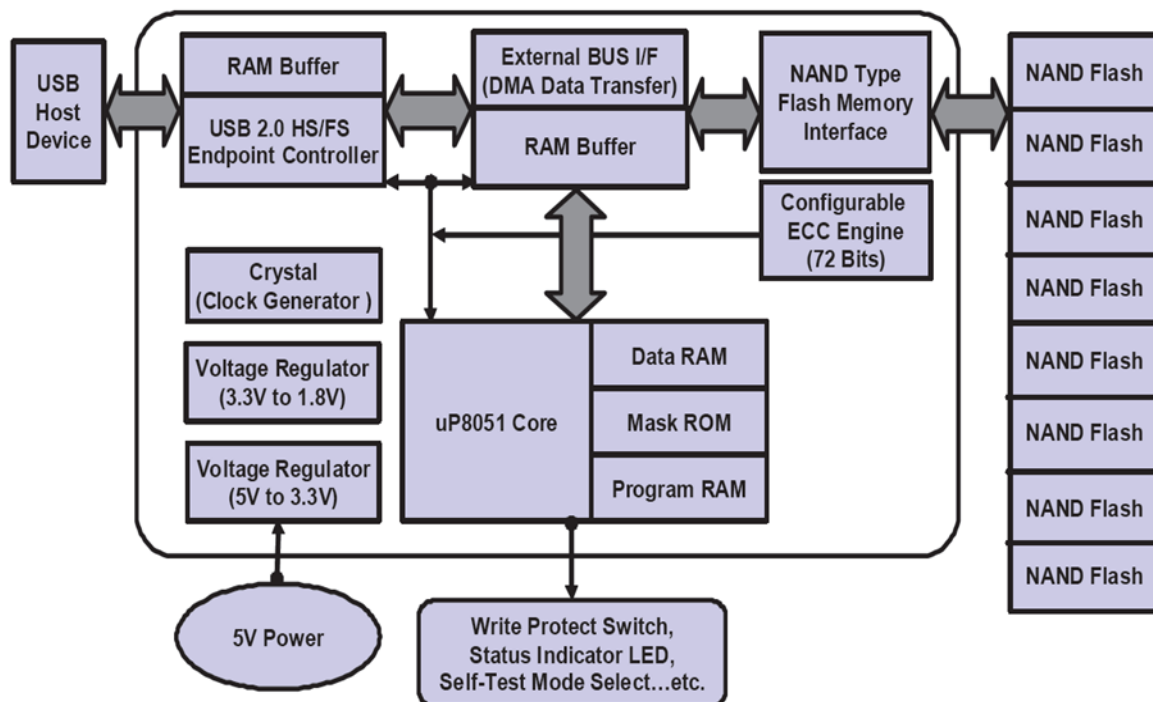 USB
Host
Device
RAM Buffer
USB 2.0 HS/FS
Endpoint Controller
External BUS I/F
(DMA Data Transfer)
RAM Buffer
NAND Type
Flash Memory
Interface
Configurable
ECC Engine
(72 Bits)
NAND Flash
NAND Flash
NAND Flash
NAND Flash
NAND Flash
NAND Flash
NAND Flash
NAND Flash
Crystal
(Clock Generator )
Voltage Regulator
(3.3V to 1.8V)
Voltage Regulator
(5V to 3.3V)
uP8051 Core
Data RAM
Mask ROM
Program RAM
5V Power
Write Protect Switch,
Status Indicator LED,
Self-Test Mode Select...etc.